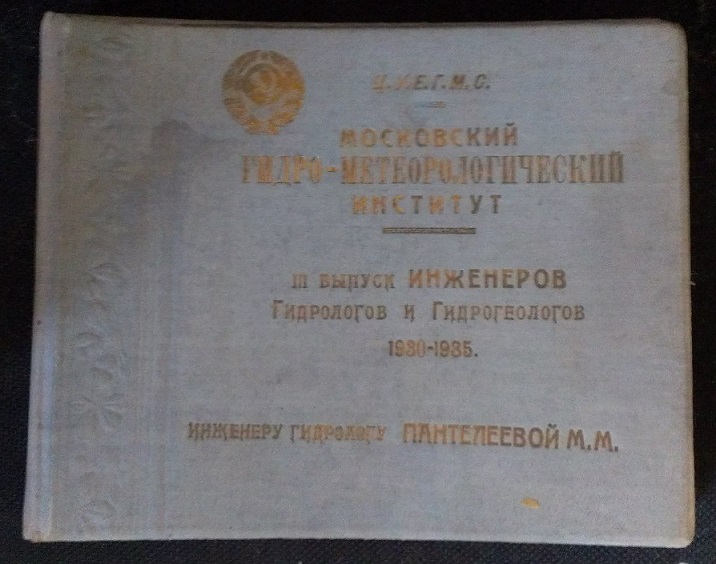 Ц.У.Е.Г.М.С.
МОСКОВСКИЙ
ГИДРО-МЕТЕОРОЛОГИЧЕСКИЙ
ИНСТИТУТ
III ВЫПУСК ИНЖЕНЕРОВ
ГИДРОЛОГОВ И ГИДРОГЕОЛОГОВ
1930-1935.
ИНЖЕНЕРУ ГИДРОЛОГУ ПАНТЕЛЕЕВОЙ М.М.